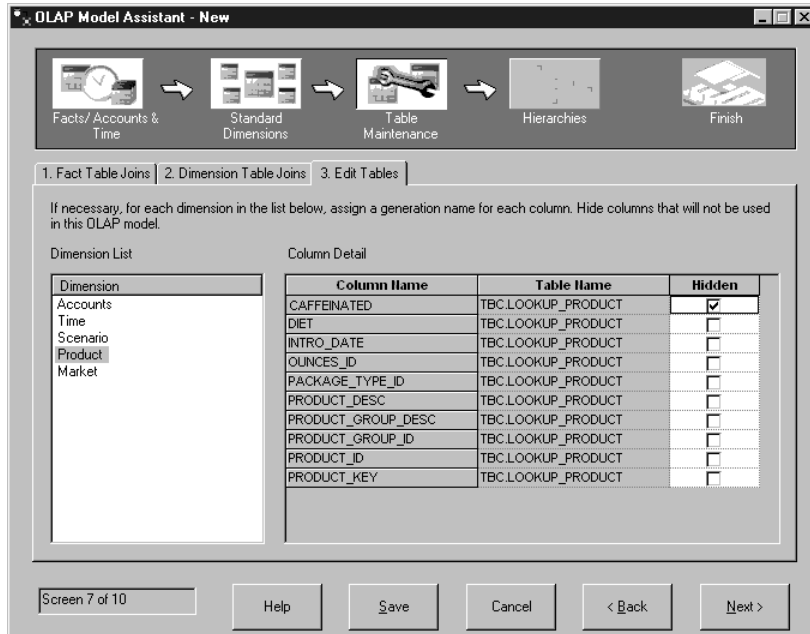 OLAP Model Assistant - New
Facts/ Accounts & Time
Standard Dimensions
Table Maintenance
Hierarchies
Finish
1. Fact Table Joins
2. Dimension Table Joins
3. Edit Tables
If necessary, for each dimension in the list below, assign a generation name for each column. Hide columns that will not be used
in this OLAP model.
Dimension List
Column Detail
Dimension
Accounts
Time
Scenario
Product
Market
Column Name Table Name Hidden
CAFFEINATED TBC.LOOKUP_PRODUCT
DIET TBC.LOOKUP_PRODUCT
INTRO_DATE TBC.LOOKUP_PRODUCT
OUNCES_ID TBC.LOOKUP_PRODUCT
PACKAGE_TYPE_ID TBC.LOOKUP_PRODUCT
PRODUCT_DESC TBC.LOOKUP_PRODUCT
PRODUCT_GROUP_DESC TBC.LOOKUP_PRODUCT
PRODUCT_GROUP_ID TBC.LOOKUP_PRODUCT
PRODUCT_ID TBC.LOOKUP_PRODUCT
PRODUCT_KEY TBC.LOOKUP_PRODUCT
Screen 7 of 10
Help
Save
Cancel
< Back
Next >